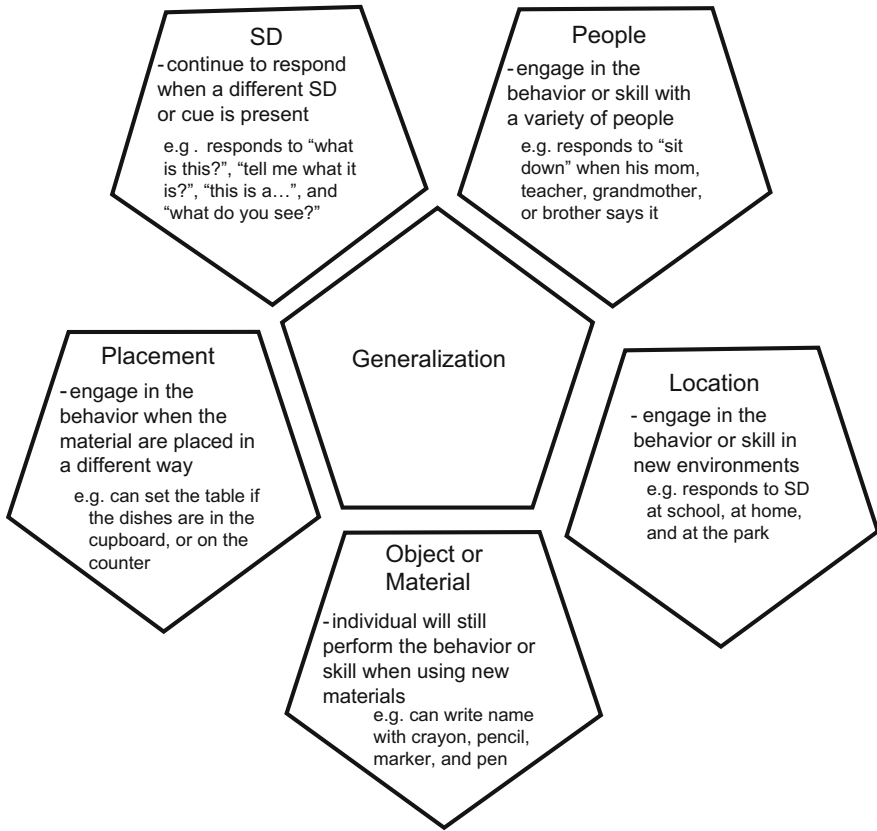 SD
-continue to respond
when a different SD
or cue is present
e.g . responds to “what
is this?”, “tell me what it
is?”, “this is a…”, and
“what do you see?”
People
-engage in the
behavior or skill with
a variety of people
e.g. responds to “sit
down” when his mom,
teacher, grandmother,
or brother says it
Generalization
Placement
-engage in the
behavior when the
material are placed in
a different way
e.g. can set the table if
the dishes are in the
cupboard, or on the
counter
Location
- engage in the
behavior or skill in
new environments
e.g. responds to SD
at school, at home,
and at the park
Object or
Material
-individual will still
perform the behavior or
skill when using new
materials
e.g. can write name
with crayon, pencil,
marker, and pen